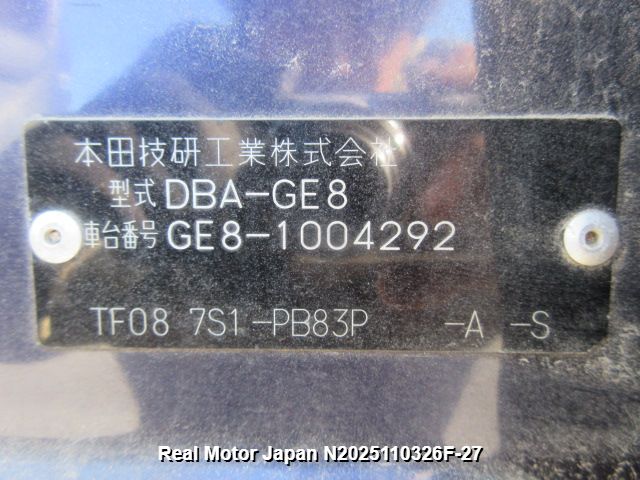 本田技研工業株式会社
型式 DBA-GE8
車台番号 GE8-1004292
TF08 7S1-PB83P -A -S
Real Motor Japan N2025110326F-27